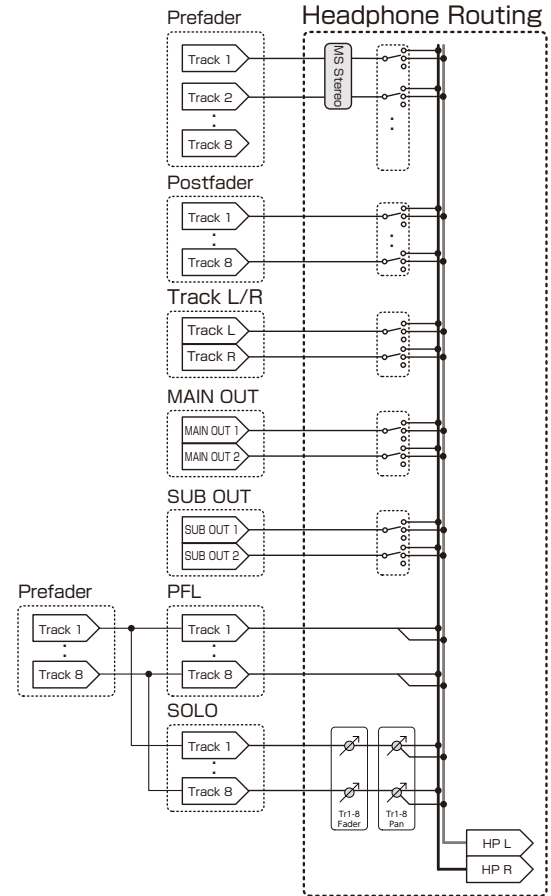 Headphone Routing
Prefader
Track 1
Track 2
Track 8
MS Stereo
Postfader
Track 1
Track 8
Track L/R
Track L
Track R
MAIN OUT
MAIN OUT 1
MAIN OUT 2
SUB OUT
SUB OUT 1
SUB OUT 2
Prefader
Track 1
Track 8
PFL
Track 1
Track 8
SOLO
Track 1
Track 8
Tr1-8
Fader
Tr1-8
Pan
HP L
HP R